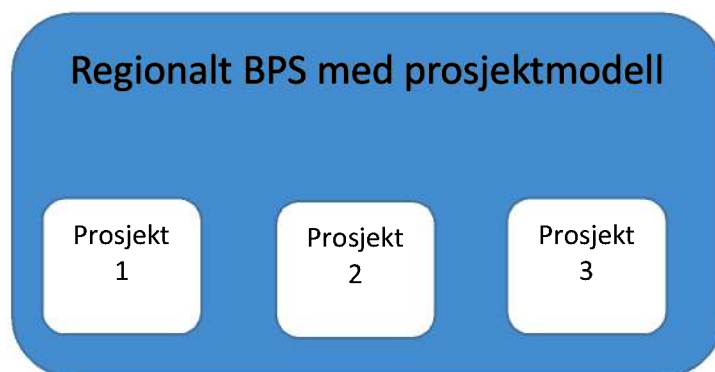 Regionalt BPS med prosjektmodell
Prosjekt
1
Prosjekt
2
Prosjekt
3